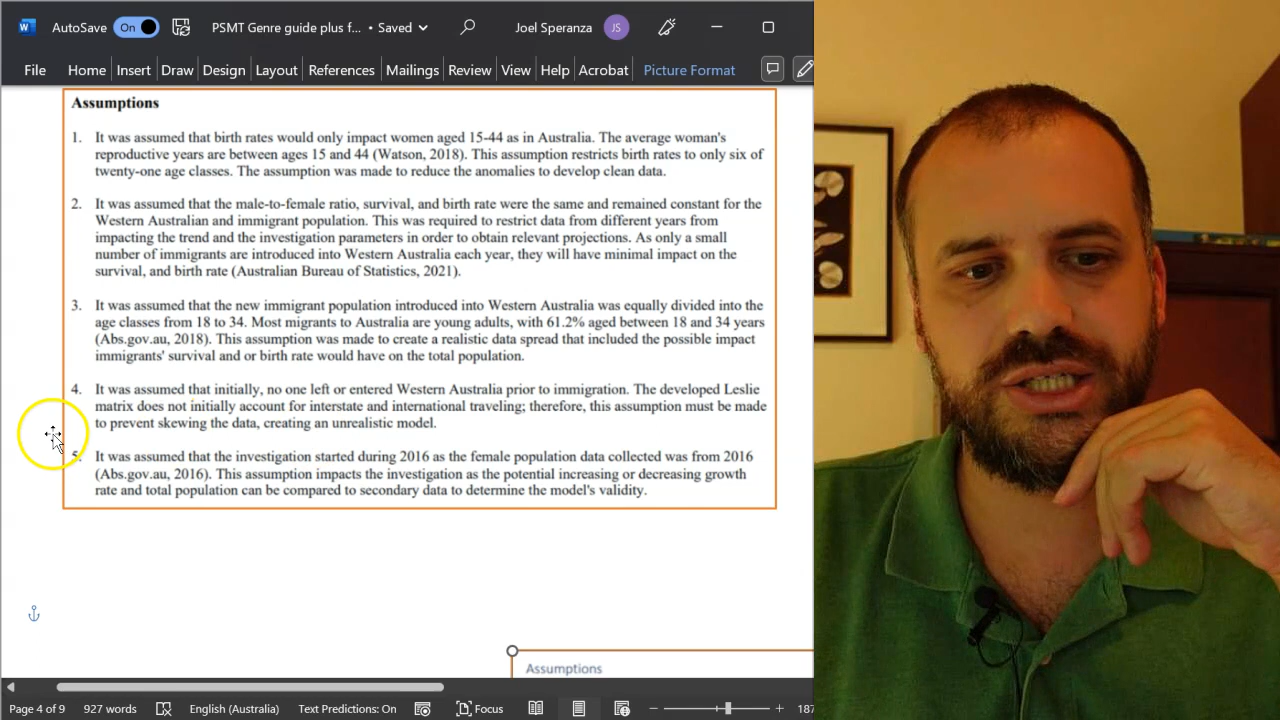 AutoSave On PSMT Genre guide plus f... • Saved Joel Speranza JS
File Home Insert Draw Design Layout References Mailings Review View Help Acrobat Picture Format
Assumptions
1. It was assumed that birth rates would only impact women aged 15-44 as in Australia. The average woman's
reproductive years are between ages 15 and 44 (Watson, 2018). This assumption restricts birth rates to only six of
twenty-one age classes. The assumption was made to reduce the anomalies to develop clean data.
2. It was assumed that the male-to-female ratio, survival, and birth rate were the same and remained constant for the
Western Australian and immigrant population. This was required to restrict data from different years from
impacting the trend and the investigation parameters in order to obtain relevant projections. As only a small
number of immigrants are introduced into Western Australia each year, they will have minimal impact on the
survival, and birth rate (Australian Bureau of Statistics, 2021).
3. It was assumed that the new immigrant population introduced into Western Australia was equally divided into the
age classes from 18 to 34. Most migrants to Australia are young adults, with 61.2% aged between 18 and 34 years
(Abs.gov.au, 2018). This assumption was made to create a realistic data spread that included the possible impact
immigrants' survival and or birth rate would have on the total population.
4. It was assumed that initially, no one left or entered Western Australia prior to immigration. The developed Leslie
matrix does not initially account for interstate and international traveling; therefore, this assumption must be made
to prevent skewing the data, creating an unrealistic model.
5. It was assumed that the investigation started during 2016 as the female population data collected was from 2016
(Abs.gov.au, 2016). This assumption impacts the investigation as the potential increasing or decreasing growth
rate and total population can be compared to secondary data to determine the model's validity.
Assumptions
Page 4 of 9 927 words English (Australia) Text Predictions: On Focus 187